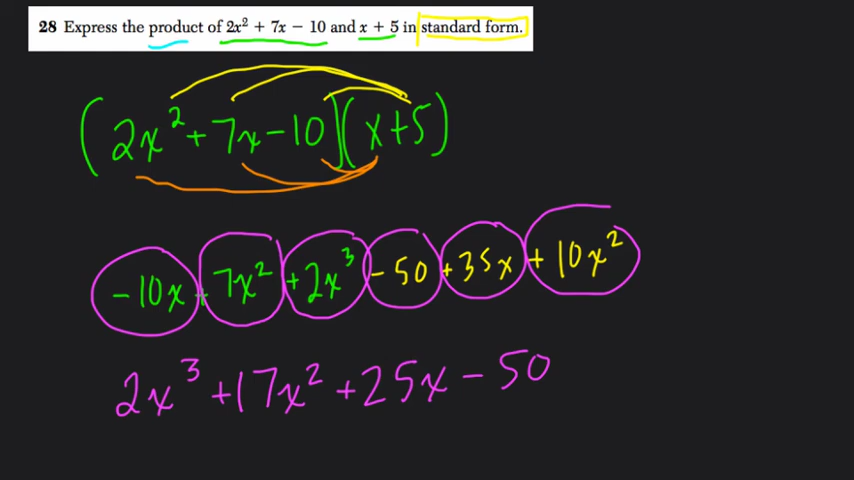 28 Express the product of 2x² + 7x − 10 and x + 5 in standard form.
(2x² + 7x − 10)(x + 5)
−10x + 7x² + 2x³ − 50 + 35x + 10x²
2x³ + 17x² + 25x − 50